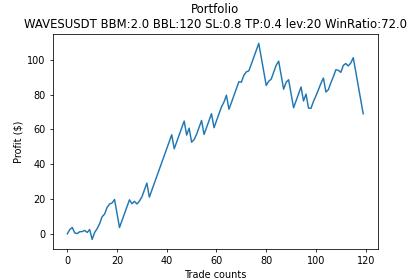 Portfolio
WAVESUSDT BBM:2.0 BBL:120 SL:0.8 TP:0.4 lev:20 WinRatio:72.0
Profit ($)
100
80
60
40
20
0
0 20 40 60 80 100 120
Trade counts